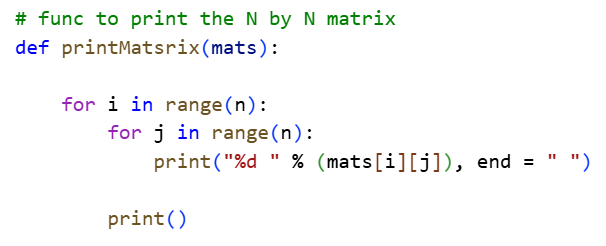 # func to print the N by N matrix
def printMatsrix(mats):
    for i in range(n):
        for j in range(n):
            print("%d " % (mats[i][j]), end = " ")
        print()